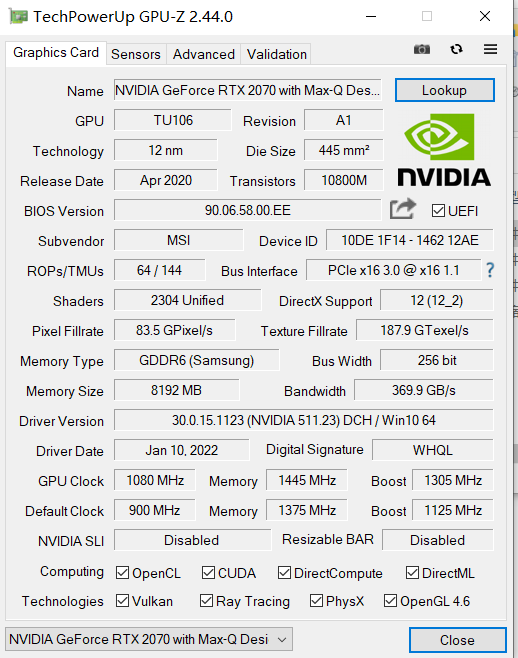 TechPowerUp GPU-Z 2.44.0
Graphics Card Sensors Advanced Validation
Name NVIDIA GeForce RTX 2070 with Max-Q Des... Lookup
GPU TU106 Revision A1
Technology 12 nm Die Size 445 mm²
Release Date Apr 2020 Transistors 10800M
NVIDIA
BIOS Version 90.06.58.00.EE UEFI
Subvendor MSI Device ID 10DE 1F14 - 1462 12AE
ROPs/TMUs 64 / 144 Bus Interface PCIe x16 3.0 @ x16 1.1 ?
Shaders 2304 Unified DirectX Support 12 (12_2)
Pixel Fillrate 83.5 GPixel/s Texture Fillrate 187.9 GTexel/s
Memory Type GDDR6 (Samsung) Bus Width 256 bit
Memory Size 8192 MB Bandwidth 369.9 GB/s
Driver Version 30.0.15.1123 (NVIDIA 511.23) DCH / Win10 64
Driver Date Jan 10, 2022 Digital Signature WHQL
GPU Clock 1080 MHz Memory 1445 MHz Boost 1305 MHz
Default Clock 900 MHz Memory 1375 MHz Boost 1125 MHz
NVIDIA SLI Disabled Resizable BAR Disabled
Computing OpenCL CUDA DirectCompute DirectML
Technologies Vulkan Ray Tracing PhysX OpenGL 4.6
NVIDIA GeForce RTX 2070 with Max-Q Desi Close